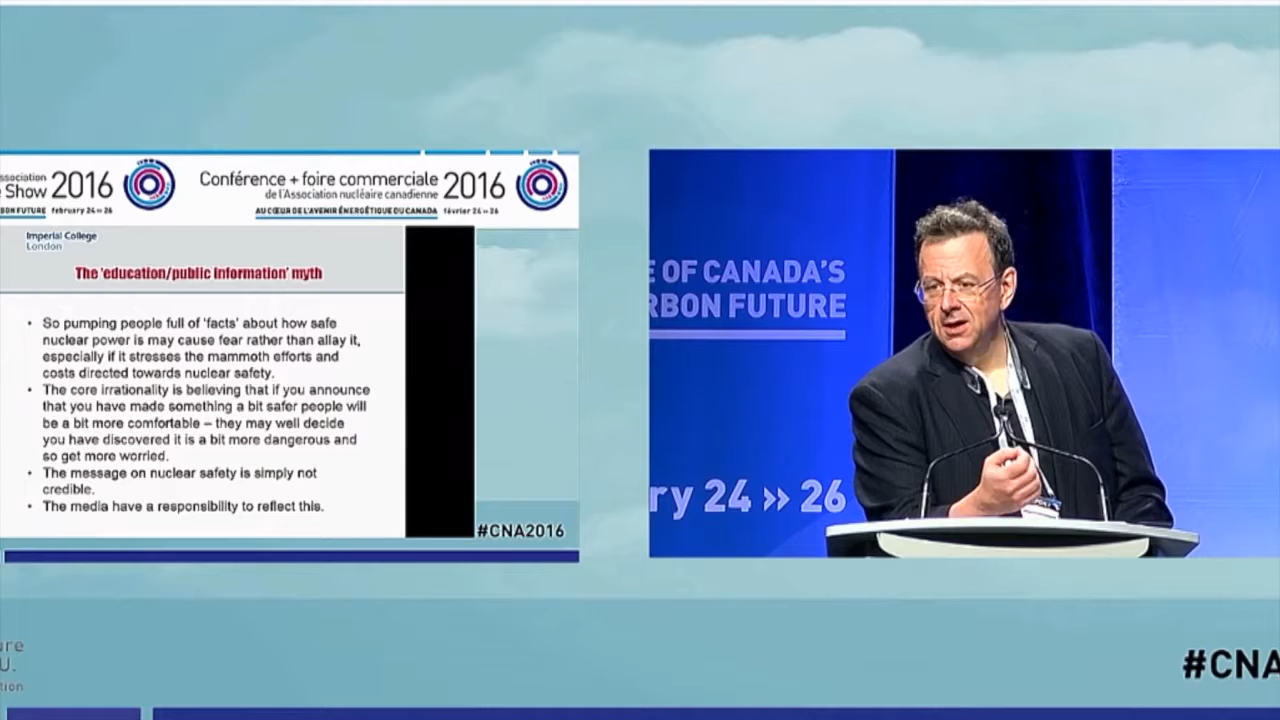 ssociation
Show 2016
BON FUTURE february 24 » 26
Conférence + foire commerciale 2016
de l'Association nucléaire canadienne
AU CŒUR DE L'AVENIR ÉNERGÉTIQUE DU CANADA février 24 » 26
Imperial College
London
The 'education/public information' myth
• So pumping people full of 'facts' about how safe
nuclear power is may cause fear rather than allay it,
especially if it stresses the mammoth efforts and
costs directed towards nuclear safety.
• The core irrationality is believing that if you announce
that you have made something a bit safer people will
be a bit more comfortable – they may well decide
you have discovered it is a bit more dangerous and
so get more worried.
• The message on nuclear safety is simply not
credible.
• The media have a responsibility to reflect this.
#CNA2016
E OF CANADA'S
RBON FUTURE
ry 24 » 26
ure
U.
tion
#CNA